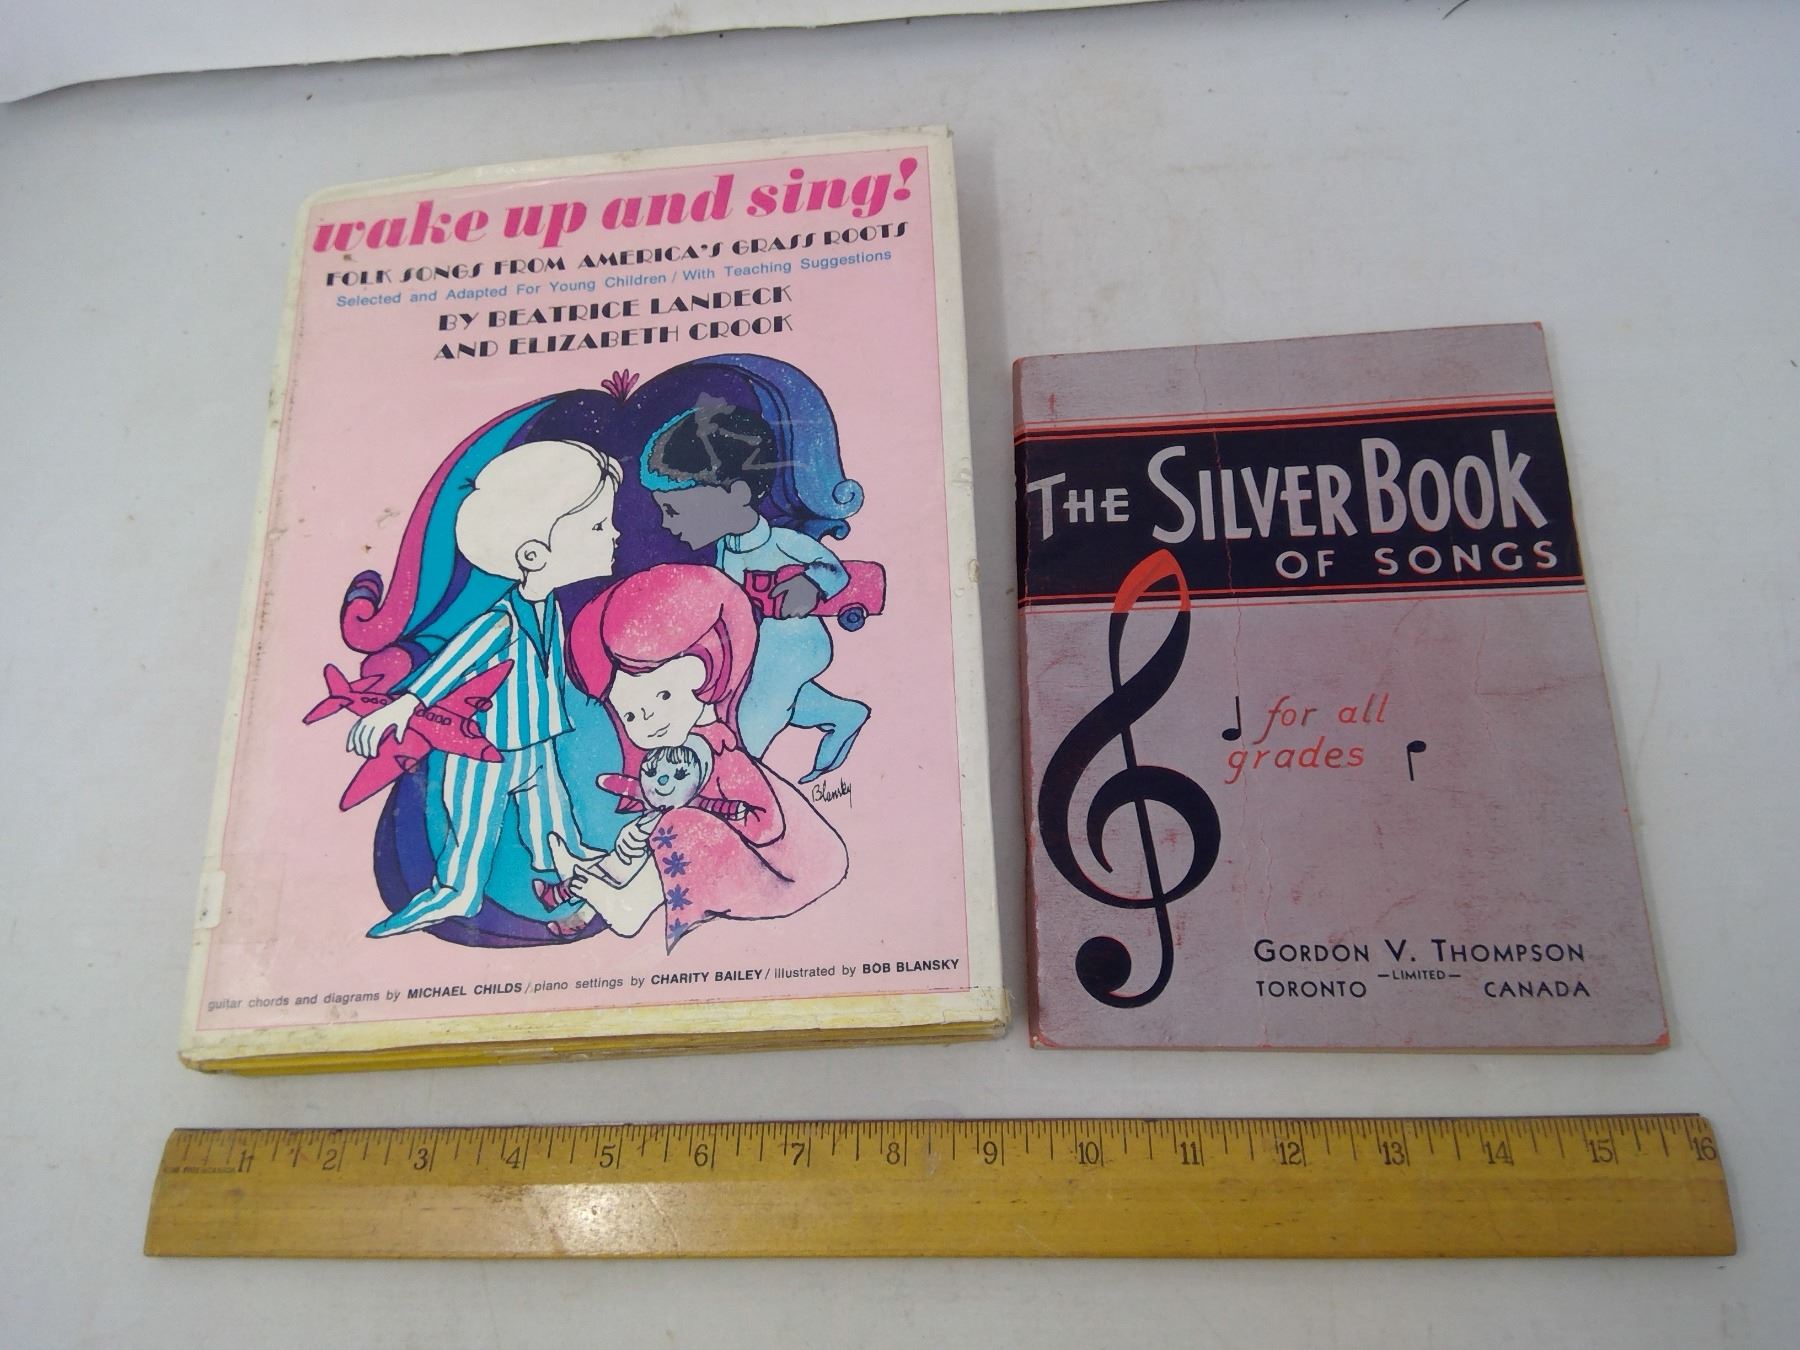 wake up and sing!
FOLK SONGS FROM AMERICA'S GRASS ROOTS
Selected and Adapted For Young Children / With Teaching Suggestions
BY BEATRICE LANDECK
AND ELIZABETH CROOK
Blansky
guitar chords and diagrams by MICHAEL CHILDS / piano settings by CHARITY BAILEY / illustrated by BOB BLANSKY
THE SILVER BOOK
OF SONGS
for all
grades
GORDON V. THOMPSON
—LIMITED—
TORONTO CANADA
1 2 3 4 5 6 7 8 9 10 11 12 13 14 15 16